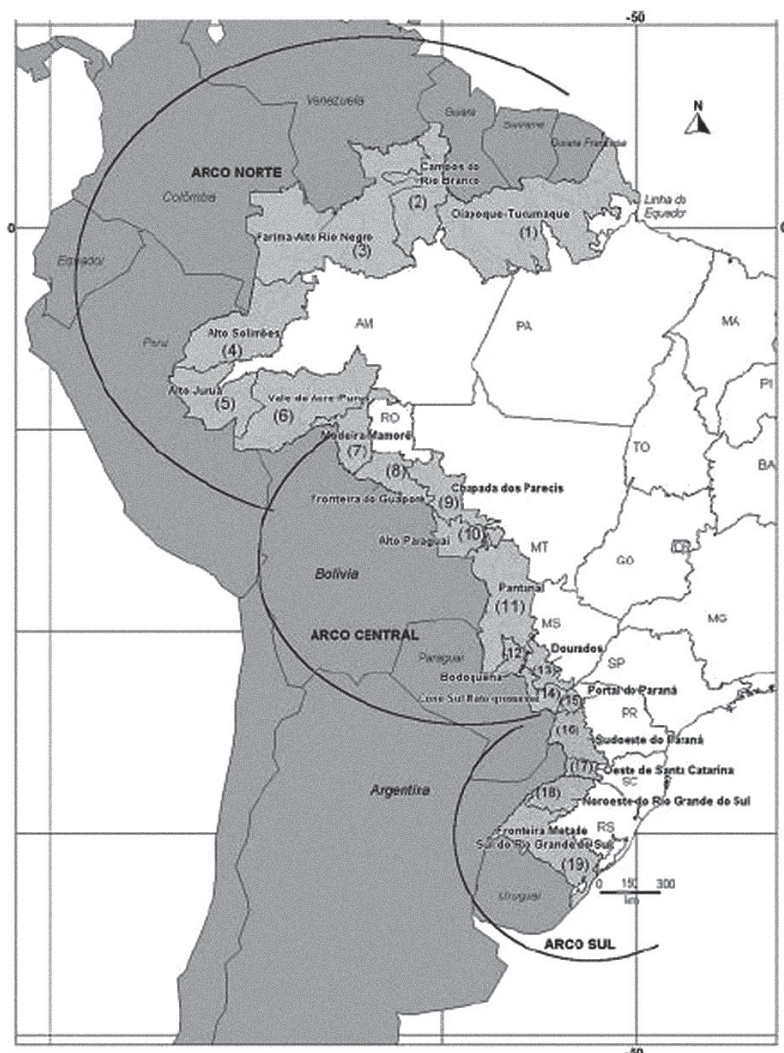 -50
N
Venezuela
Guiana
Suriname
Guiana Francesa
ARCO NORTE
Colômbia
Campos do
Rio Branco
(2)
Linha do
Equador
Oiapoque-Tucumaque
(1)
AP
0
0
Parima-Alto Rio Negro
(3)
Equador
Peru
Alto Solimões
(4)
AM
PA
MA
PI
Alto Juruá
(5)
Vale do Acre-Purus
(6)
RO
Madeira-Mamoré
(7)
TO
BA
(8)
Fronteira do Guaporé
Chapada dos Parecis
(9)
Alto Paraguai
(10)
MT
GO
DF
Bolívia
Pantanal
(11)
MG
ARCO CENTRAL
MS
Paraguai
(12)
Dourados
(13)
SP
Bodoquena
Cone Sul-Mato-grossense
(14)
(15)
Portal do Paraná
PR
(16)
Sudoeste do Paraná
(17)
Oeste de Santa Catarina
SC
Argentina
(18)
Noroeste do Rio Grande do Sul
RS
Fronteira Metade
Sul do Rio Grande do Sul
(19)
0 150 300
km
Uruguai
ARCO SUL
-50